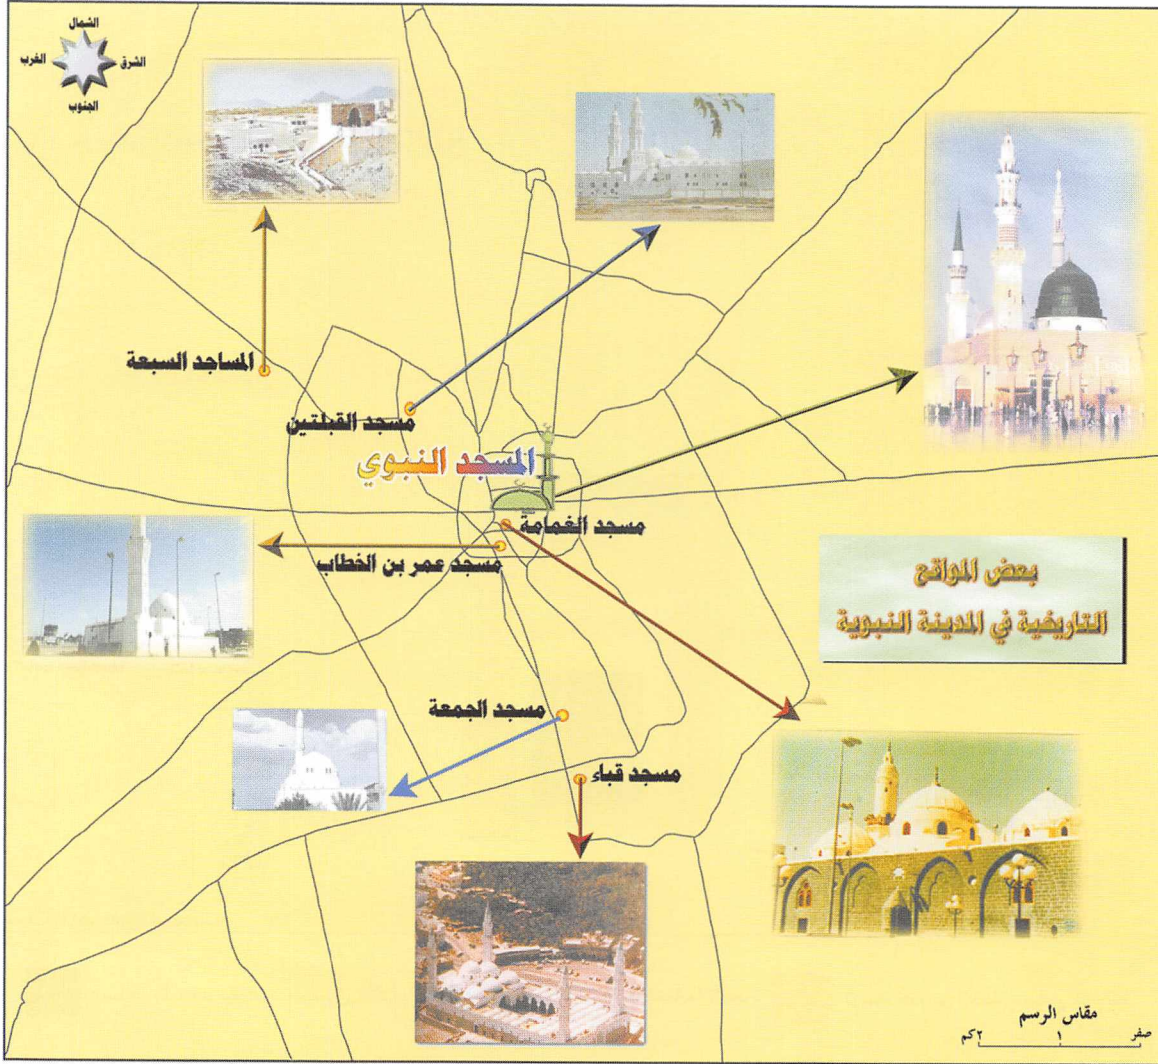 الشمال
الشرق
الغرب
الجنوب
المساجد السبعة
مسجد القبلتين
المسجد النبوي
مسجد الغمامة
مسجد عمر بن الخطاب
بعض المواقع
التاريخية في المدينة النبوية
مسجد الجمعة
مسجد قباء
مقاس الرسم
صفر ١ ٢كم